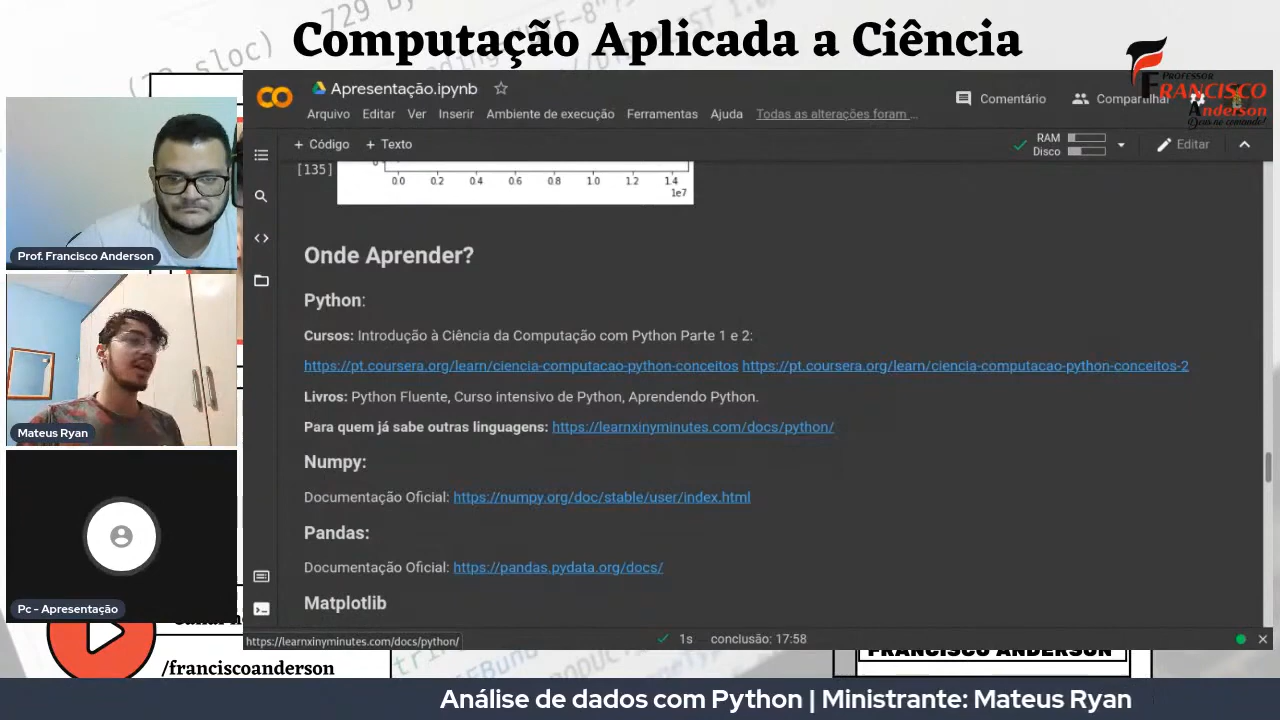 729 by
sloc)
Computação Aplicada a Ciência
PROFESSOR
FRANCISCO
Anderson
Deus no comando!
Apresentação.ipynb
Comentário
Compartilhar
Arquivo Editar Ver Inserir Ambiente de execução Ferramentas Ajuda Todas as alterações foram ...
+ Código + Texto
RAM
Disco
Editar
[135]
0
0.0 0.2 0.4 0.6 0.8 1.0 1.2 1.4
1e7
Onde Aprender?
Python:
Cursos: Introdução à Ciência da Computação com Python Parte 1 e 2:
https://pt.coursera.org/learn/ciencia-computacao-python-conceitos https://pt.coursera.org/learn/ciencia-computacao-python-conceitos-2
Livros: Python Fluente, Curso intensivo de Python, Aprendendo Python.
Para quem já sabe outras linguagens: https://learnxinyminutes.com/docs/python/
Numpy:
Documentação Oficial: https://numpy.org/doc/stable/user/index.html
Pandas:
Documentação Oficial: https://pandas.pydata.org/docs/
Matplotlib
https://learnxinyminutes.com/docs/python/
1s conclusão: 17:58
Prof. Francisco Anderson
Mateus Ryan
Pc - Apresentação
/franciscoanderson
FRANCISCO ANDERSON
Análise de dados com Python | Ministrante: Mateus Ryan